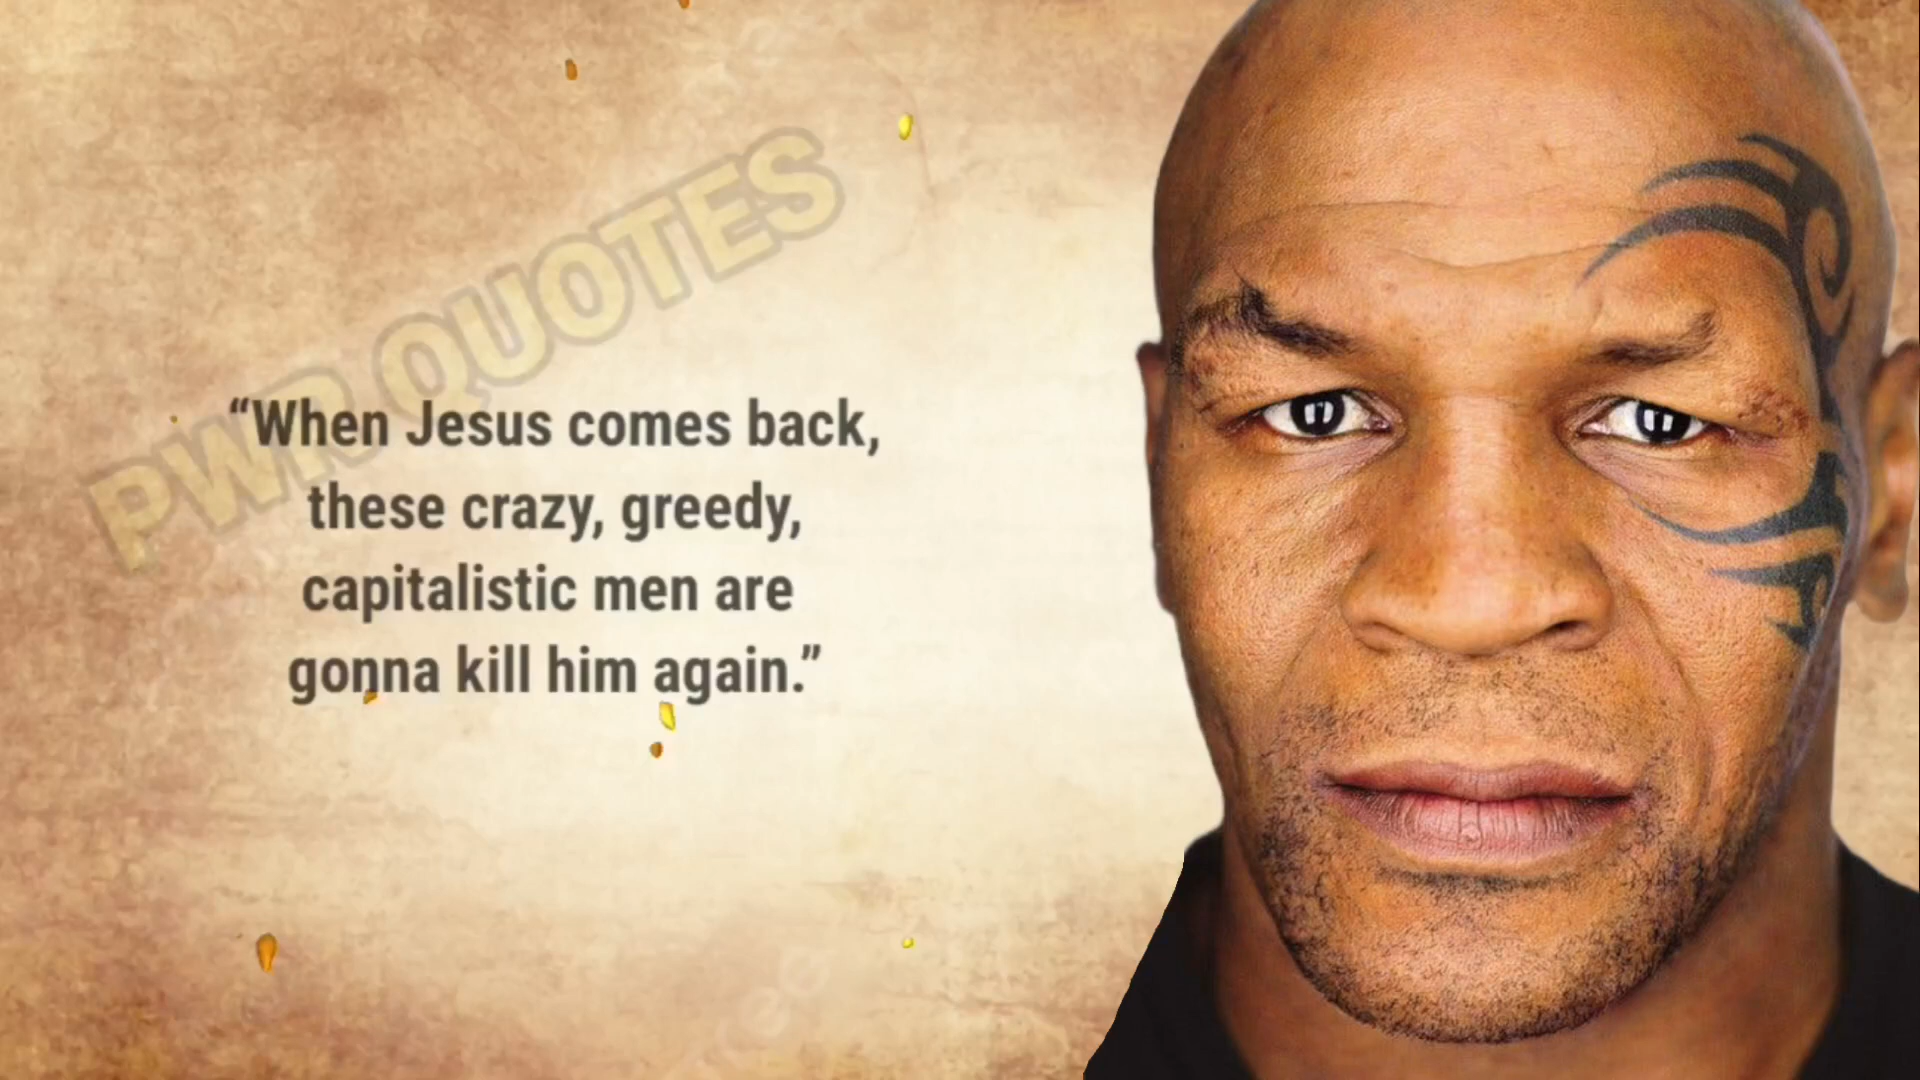 PWR QUOTES
“When Jesus comes back,
these crazy, greedy,
capitalistic men are
gonna kill him again.”